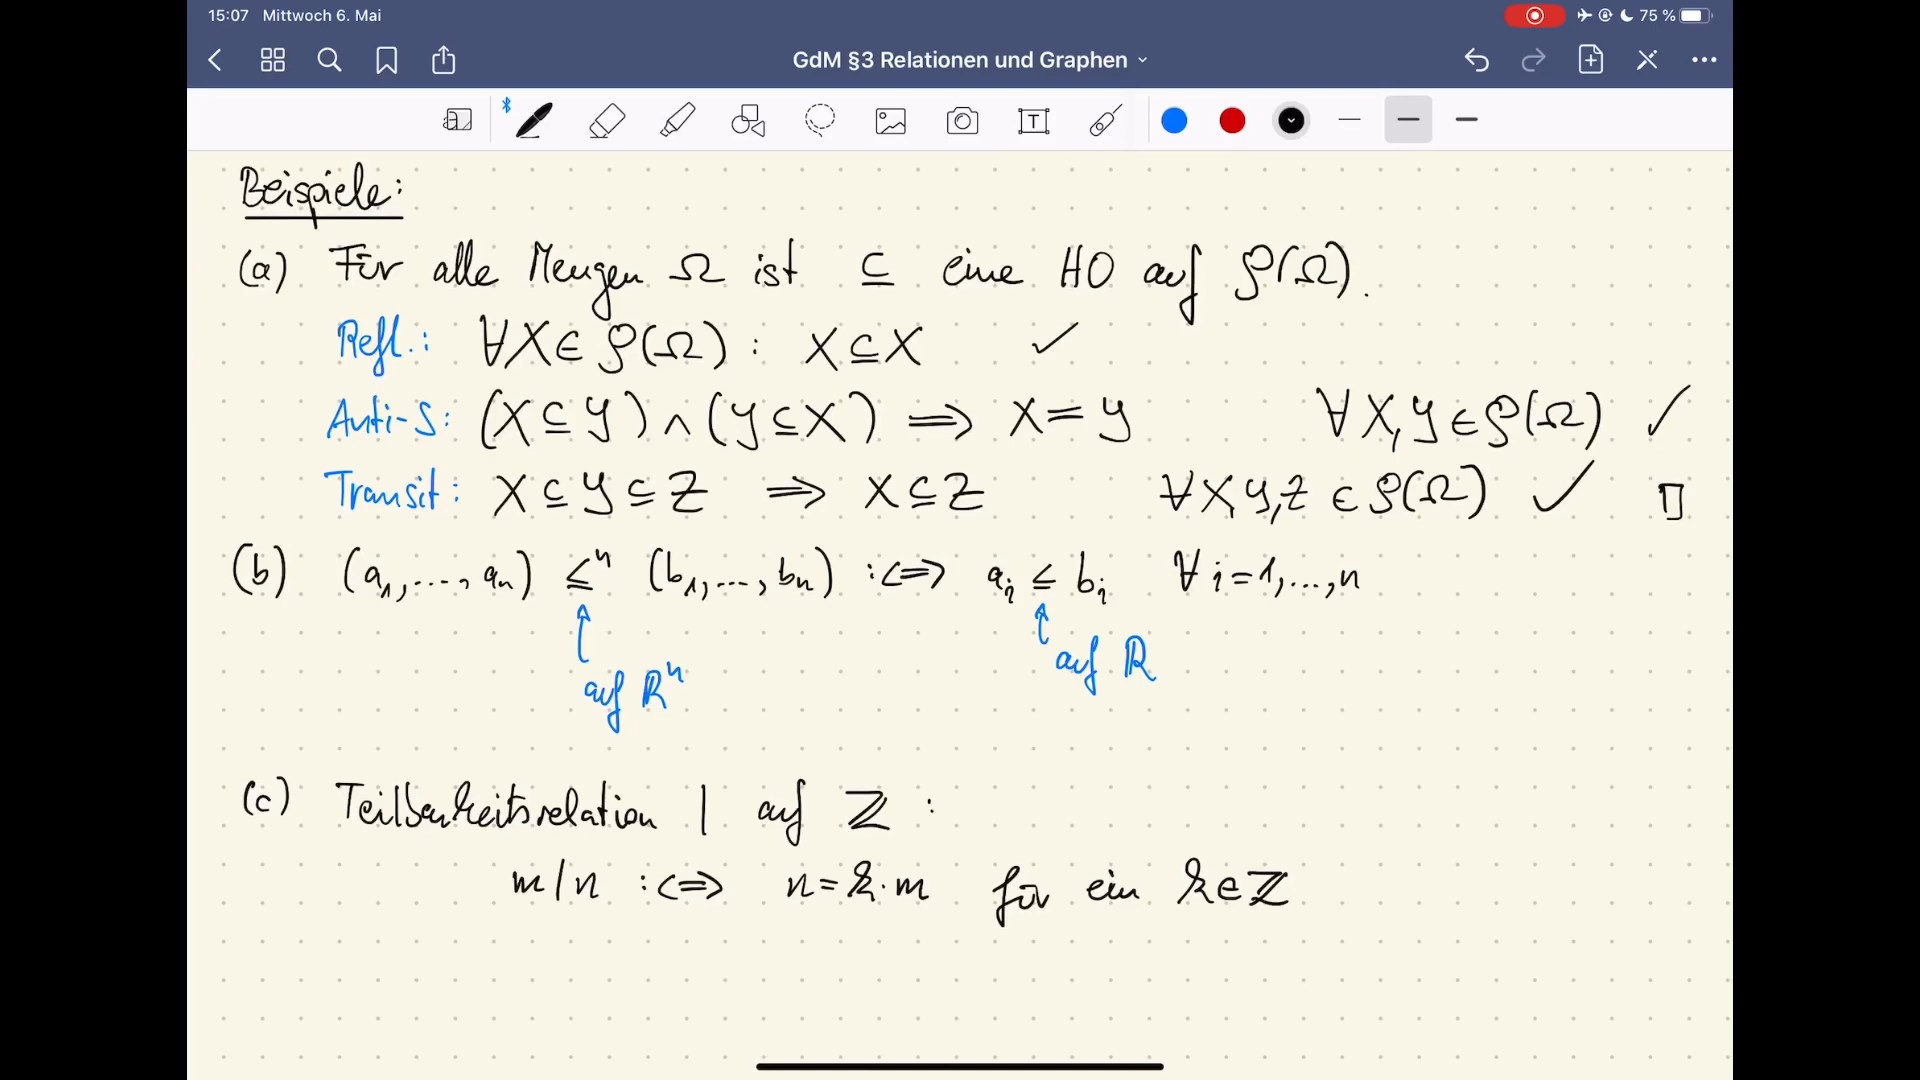 15:07 Mittwoch 6. Mai 75 %
GdM §3 Relationen und Graphen
Beispiele:
(a) Für alle Mengen Ω ist ⊆ eine HO auf 𝒫(Ω).
Refl.: ∀X∈𝒫(Ω): X⊆X ✓
Anti-S: (X⊆Y)∧(Y⊆X) ⟹ X=Y ∀X,Y∈𝒫(Ω) ✓
Transit: X⊆Y⊆Z ⟹ X⊆Z ∀X,Y,Z∈𝒫(Ω) ✓ □
(b) (a₁,...,aₙ) ≤ⁿ (b₁,...,bₙ) :⟺ aᵢ ≤ bᵢ ∀i=1,...,n
auf ℝ
auf ℝⁿ
(c) Teilbarkeitsrelation | auf ℤ:
m|n :⟺ n=k·m für ein k∈ℤ